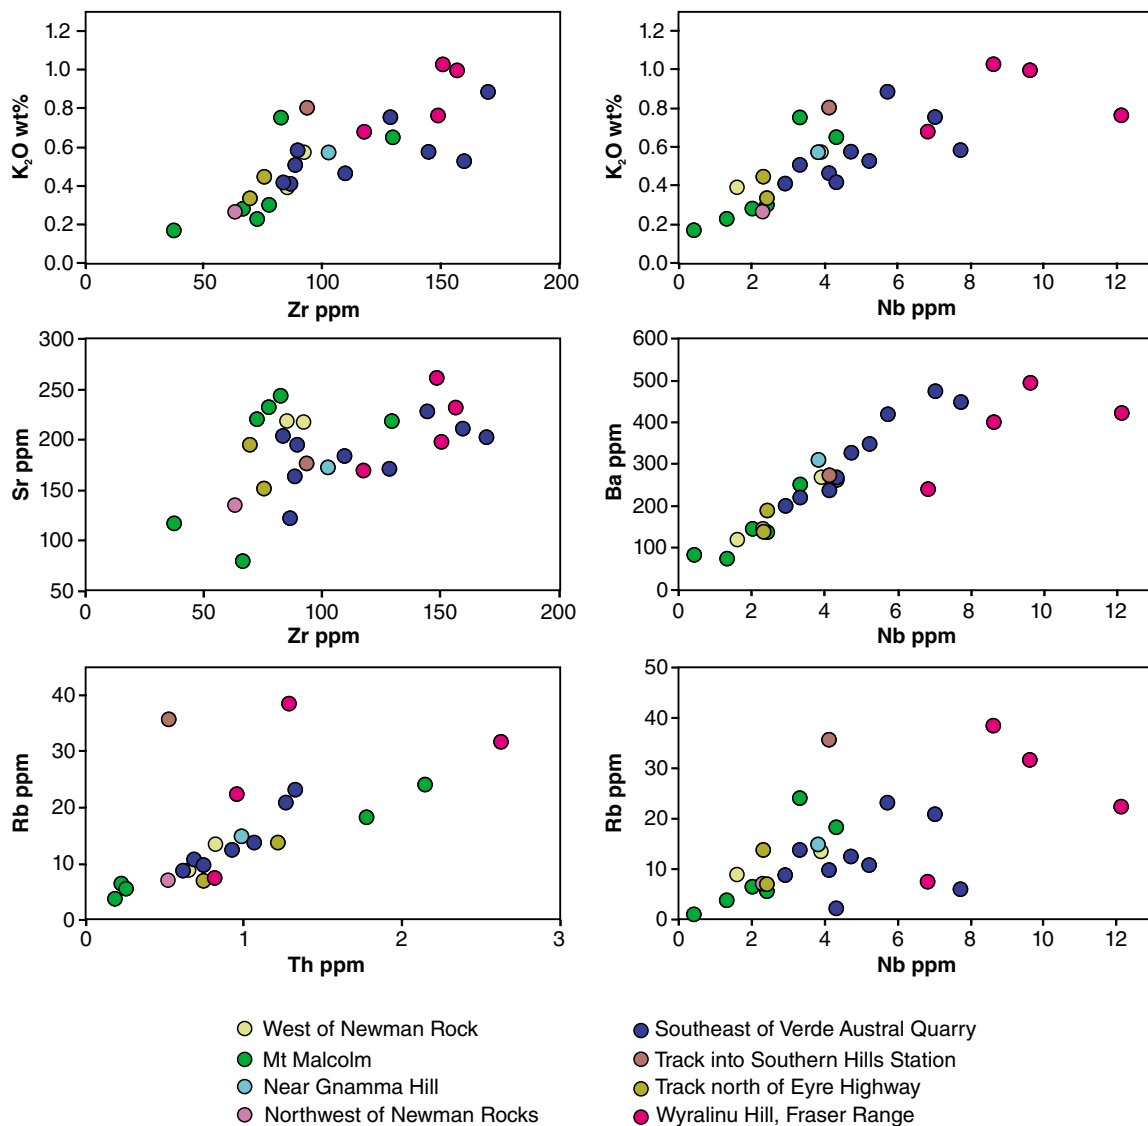 1.2
1.0
0.8
0.6
0.4
0.2
0.0
K₂O wt%
0 50 100 150 200
Zr ppm
1.2
1.0
0.8
0.6
0.4
0.2
0.0
K₂O wt%
0 2 4 6 8 10 12
Nb ppm
300
250
200
150
100
50
Sr ppm
0 50 100 150 200
Zr ppm
600
500
400
300
200
100
0
Ba ppm
0 2 4 6 8 10 12
Nb ppm
40
30
20
10
0
Rb ppm
0 1 2 3
Th ppm
50
40
30
20
10
0
Rb ppm
0 2 4 6 8 10 12
Nb ppm
West of Newman Rock
Mt Malcolm
Near Gnamma Hill
Northwest of Newman Rocks
Southeast of Verde Austral Quarry
Track into Southern Hills Station
Track north of Eyre Highway
Wyralinu Hill, Fraser Range